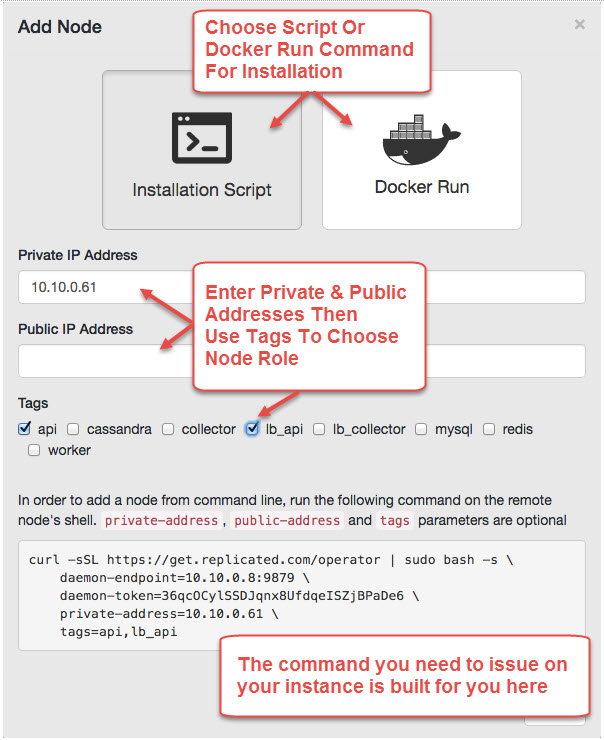 Add Node
×
Choose Script Or
Docker Run Command
For Installation
Installation Script
Docker Run
Private IP Address
10.10.0.61
Enter Private & Public
Addresses Then
Use Tags To Choose
Node Role
Public IP Address
Tags
api cassandra collector lb_api lb_collector mysql redis
worker
In order to add a node from command line, run the following command on the remote
node's shell. private-address, public-address and tags parameters are optional
curl -sSL https://get.replicated.com/operator | sudo bash -s \
daemon-endpoint=10.10.0.8:9879 \
daemon-token=36qcOCylSSDJqnx8UfdqeISZjBPaDe6 \
private-address=10.10.0.61 \
tags=api,lb_api
The command you need to issue on
your instance is built for you here